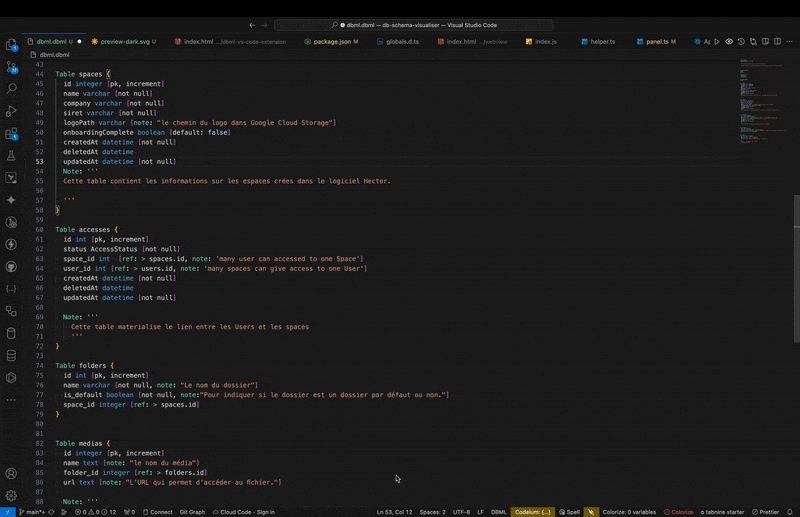 dbml.dbml — db-schema-visualiser — Visual Studio Code
dbml.dbml U
preview-dark.svg U
index.html .../dbml-vs-code-extension
package.json M
globals.d.ts
index.html .../webview
index.js
helper.ts
panel.ts M
dbml.dbml
43
44 Table spaces {
45 id integer [pk, increment]
46 name varchar [not null]
47 company varchar [not null]
48 siret varchar [not null]
49 logoPath varchar [note: "le chemin du logo dans Google Cloud Storage"]
50 onboardingComplete boolean [default: false]
51 createdAt datetime [not null]
52 deletedAt datetime
53 updatedAt datetime [not null]
54 Note: '''
55 Cette table contient les informations sur les espaces crées dans le logiciel Hector.
56
57 '''
58 }
59
60 Table accesses {
61 id int [pk, increment]
62 status AccessStatus [not null]
63 space_id int [ref: > spaces.id, note: 'many user can accessed to one Space']
64 user_id int [ref: > users.id, note: 'many spaces can give access to one User']
65 createdAt datetime [not null]
66 deletedAt datetime
67 updatedAt datetime [not null]
68
69 Note: '''
70 Cette table materialise le lien entre les Users et les spaces
71 '''
72 }
73
74 Table folders {
75 id int [pk, increment]
76 name varchar [not null, note: "Le nom du dossier"]
77 is_default boolean [not null, note:"Pour indiquer si le dossier est un dossier par défaut ou non."]
78 space_id integer [ref: > spaces.id]
79 }
80
81
82 Table medias {
83 id integer [pk, increment]
84 name text [note: "le nom du média"]
85 folder_id integer [ref: > folders.id]
86 url text [note: "L'URL qui permet d'accéder au fichier."]
87
88 Note: '''
main*+
0 0 12
0
Connect
Git Graph
Cloud Code - Sign in
Ln 53, Col 12
Spaces: 2
UTF-8
LF
DBML
Codeium: {...}
Spell
Colorize: 0 variables
Colorize
tabnine starter
Prettier